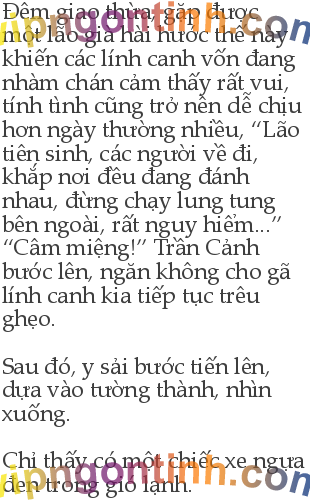 Đêm giao thừa, gặp được
một lão già hài hước thế này
khiến các lính canh vốn đang
nhàm chán cảm thấy rất vui,
tính tình cũng trở nên dễ chịu
hơn ngày thường nhiều, “Lão
tiên sinh, các người về đi,
khắp nơi đều đang đánh
nhau, đừng chạy lung tung
bên ngoài, rất nguy hiểm...”
“Câm miệng!” Trần Cảnh
bước lên, ngăn không cho gã
lính canh kia tiếp tục trêu
ghẹo.
Sau đó, y sải bước tiến lên,
dựa vào tường thành, nhìn
xuống.
Chỉ thấy có một chiếc xe ngựa
đen trong gió lạnh.
vipngontinh.com
vipngontinh.com